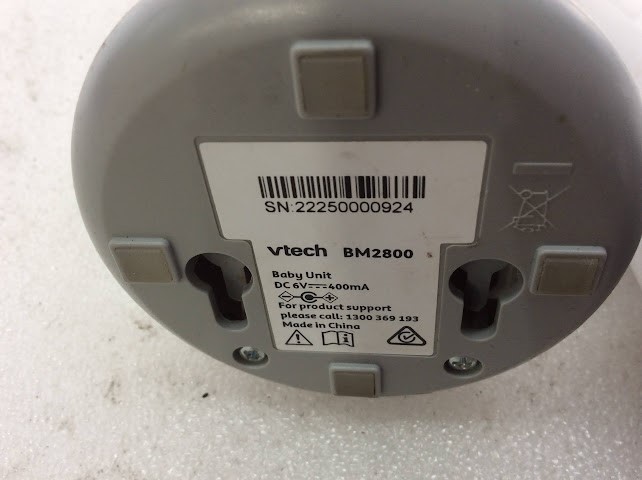 SN:22250000924
vtech BM2800
Baby Unit
DC 6V⎓400mA
For product support
please call: 1300 369 193
Made in China